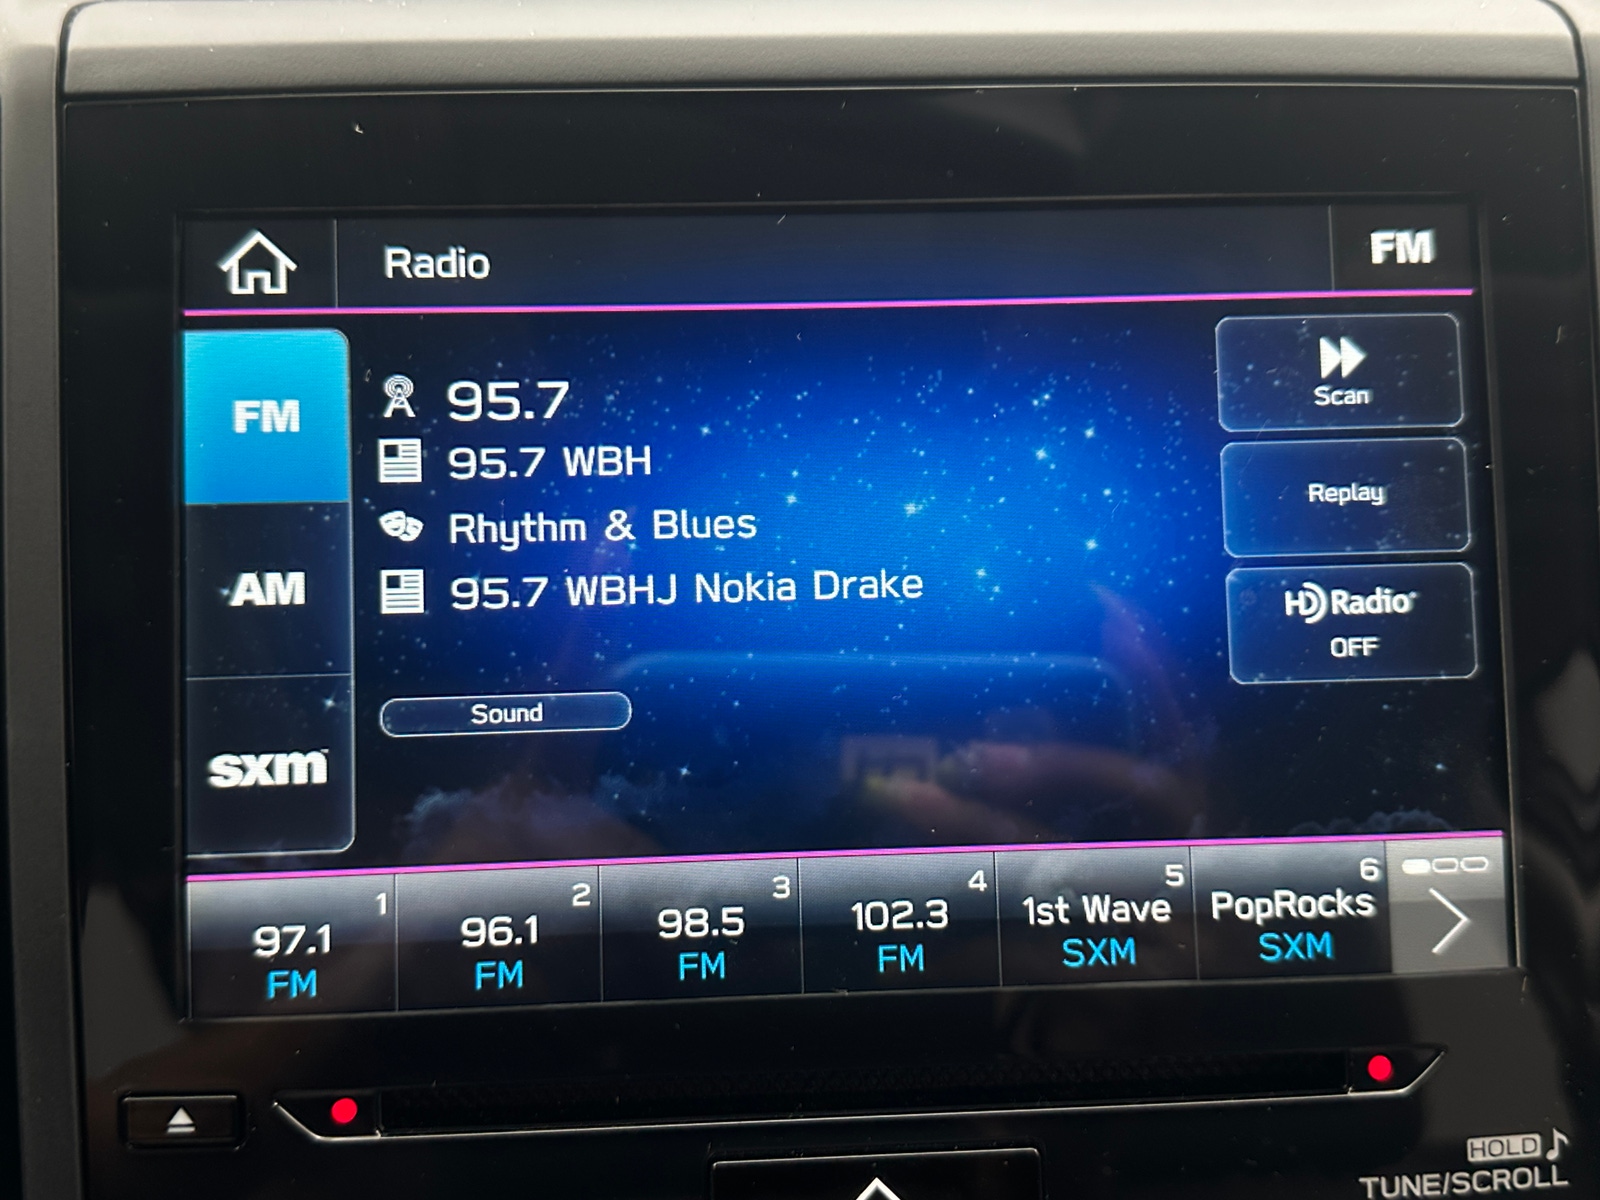 Radio
FM
FM
AM
sxm
95.7
95.7 WBH
Rhythm & Blues
95.7 WBHJ Nokia Drake
Sound
Scan
Replay
HD Radio
OFF
1
97.1
FM
2
96.1
FM
3
98.5
FM
4
102.3
FM
5
1st Wave
SXM
6
PopRocks
SXM
HOLD
TUNE/SCROLL